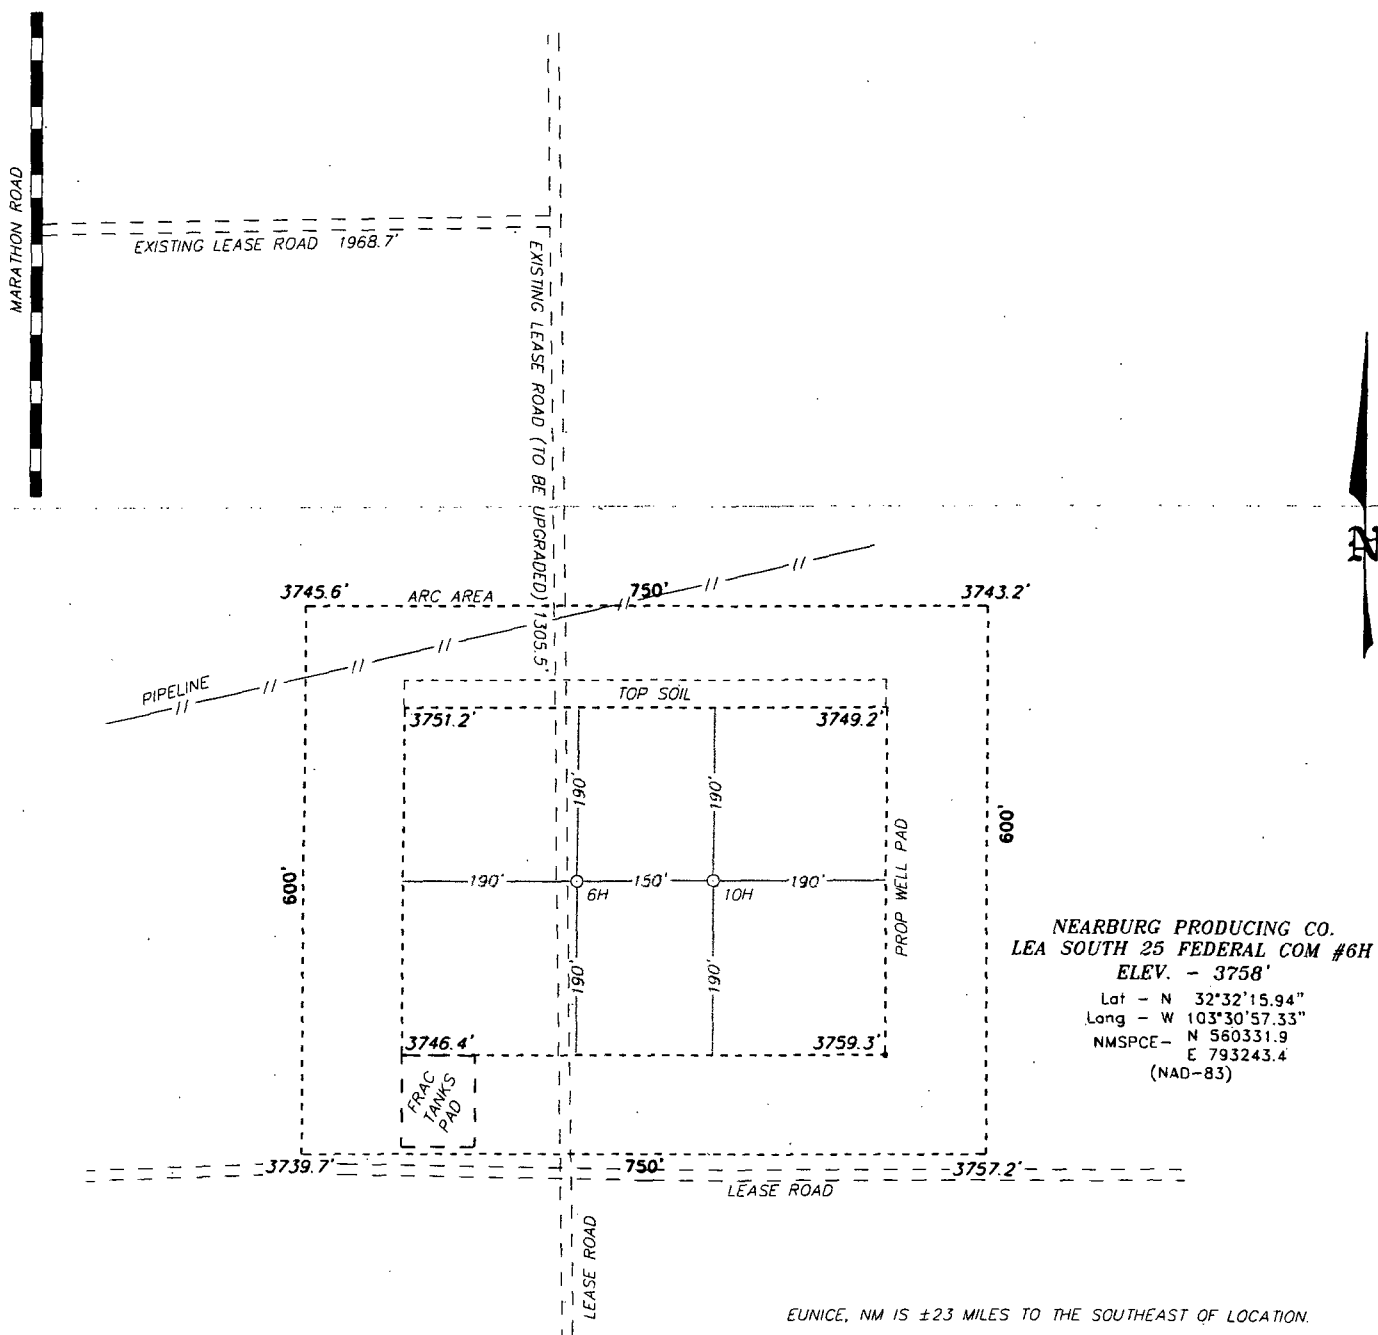 MARATHON ROAD
EXISTING LEASE ROAD 1968.7'
EXISTING LEASE ROAD (TO BE UPGRADED) 1305.5'
N
3745.6'
ARC AREA
750'
3743.2'
PIPELINE
TOP SOIL
3751.2'
3749.2'
190'
190'
600'
600'
PROP WELL PAD
190'
150'
190'
6H
10H
190'
190'
NEARBURG PRODUCING CO.
LEA SOUTH 25 FEDERAL COM #6H
ELEV. - 3758'
Lat - N 32°32'15.94"
Long - W 103°30'57.33"
NMSPCE- N 560331.9
E 793243.4
(NAD-83)
3746.4'
3759.3'
FRAC
TANKS
PAD
3739.7'
750'
3757.2'
LEASE ROAD
LEASE ROAD
EUNICE, NM IS ±23 MILES TO THE SOUTHEAST OF LOCATION.